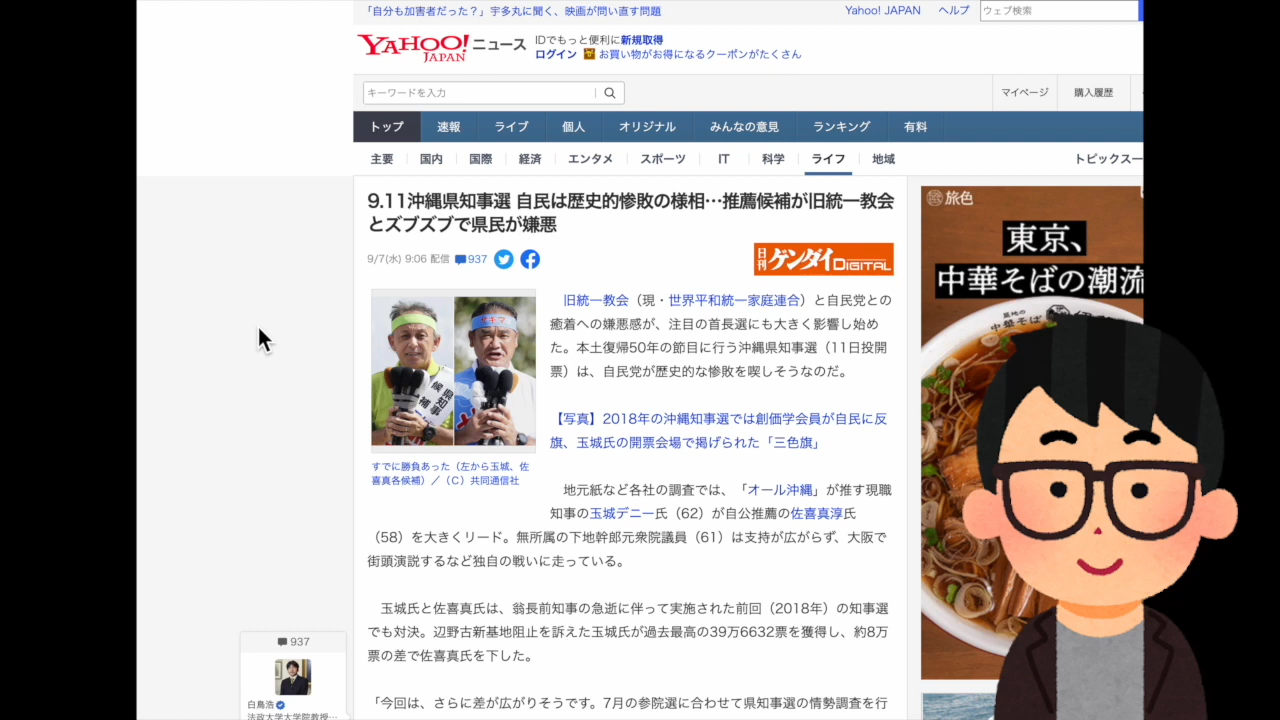 「自分も加害者だった？」宇多丸に聞く、映画が問い直す問題
Yahoo! JAPAN ヘルプ
ウェブ検索
YAHOO! JAPAN ニュース
IDでもっと便利に新規取得
ログイン お買い物がお得になるクーポンがたくさん
キーワードを入力
マイページ 購入履歴
トップ 速報 ライブ 個人 オリジナル みんなの意見 ランキング 有料
主要 国内 国際 経済 エンタメ スポーツ IT 科学 ライフ 地域 トピックス一
9.11沖縄県知事選 自民は歴史的惨敗の様相…推薦候補が旧統一教会
とズブズブで県民が嫌悪
9/7(水) 9:06 配信 937
日刊ゲンダイDIGITAL
旧統一教会（現・世界平和統一家庭連合）と自民党との
癒着への嫌悪感が、注目の首長選にも大きく影響し始め
た。本土復帰50年の節目に行う沖縄県知事選（11日投開
票）は、自民党が歴史的な惨敗を喫しそうなのだ。
【写真】2018年の沖縄知事選では創価学会員が自民に反
旗、玉城氏の開票会場で掲げられた「三色旗」
県知事
候補
すでに勝負あった（左から玉城、佐
喜真各候補）／（Ｃ）共同通信社
地元紙など各社の調査では、「オール沖縄」が推す現職
知事の玉城デニー氏（62）が自公推薦の佐喜真淳氏
（58）を大きくリード。無所属の下地幹郎元衆院議員（61）は支持が広がらず、大阪で
街頭演説するなど独自の戦いに走っている。
玉城氏と佐喜真氏は、翁長前知事の急逝に伴って実施された前回（2018年）の知事選
でも対決。辺野古新基地阻止を訴えた玉城氏が過去最高の39万6632票を獲得し、約8万
票の差で佐喜真氏を下した。
「今回は、さらに差が広がりそうです。7月の参院選に合わせて県知事選の情勢調査を行
937
白鳥浩
法政大学大学院教授…
旅色
東京、
中華そばの潮流
中華そば